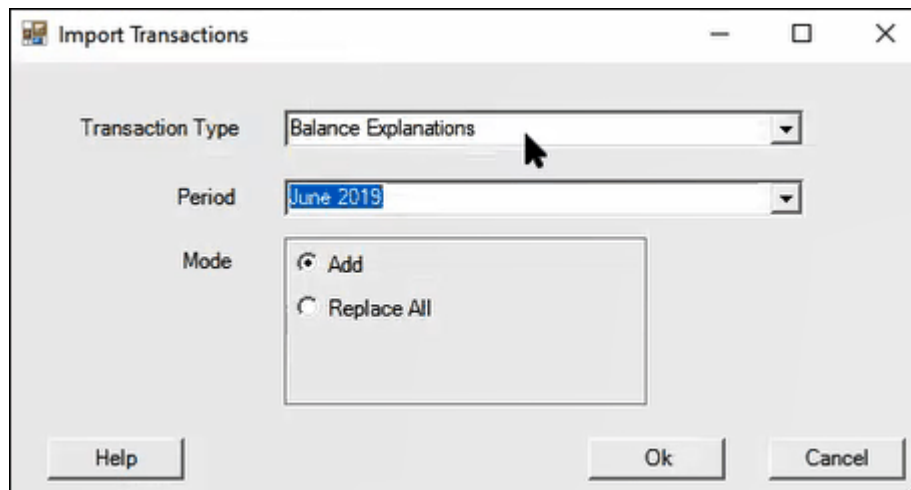 Import Transactions
Transaction Type
Balance Explanations
Period
June 2019
Mode
Add
Replace All
Help
Ok
Cancel